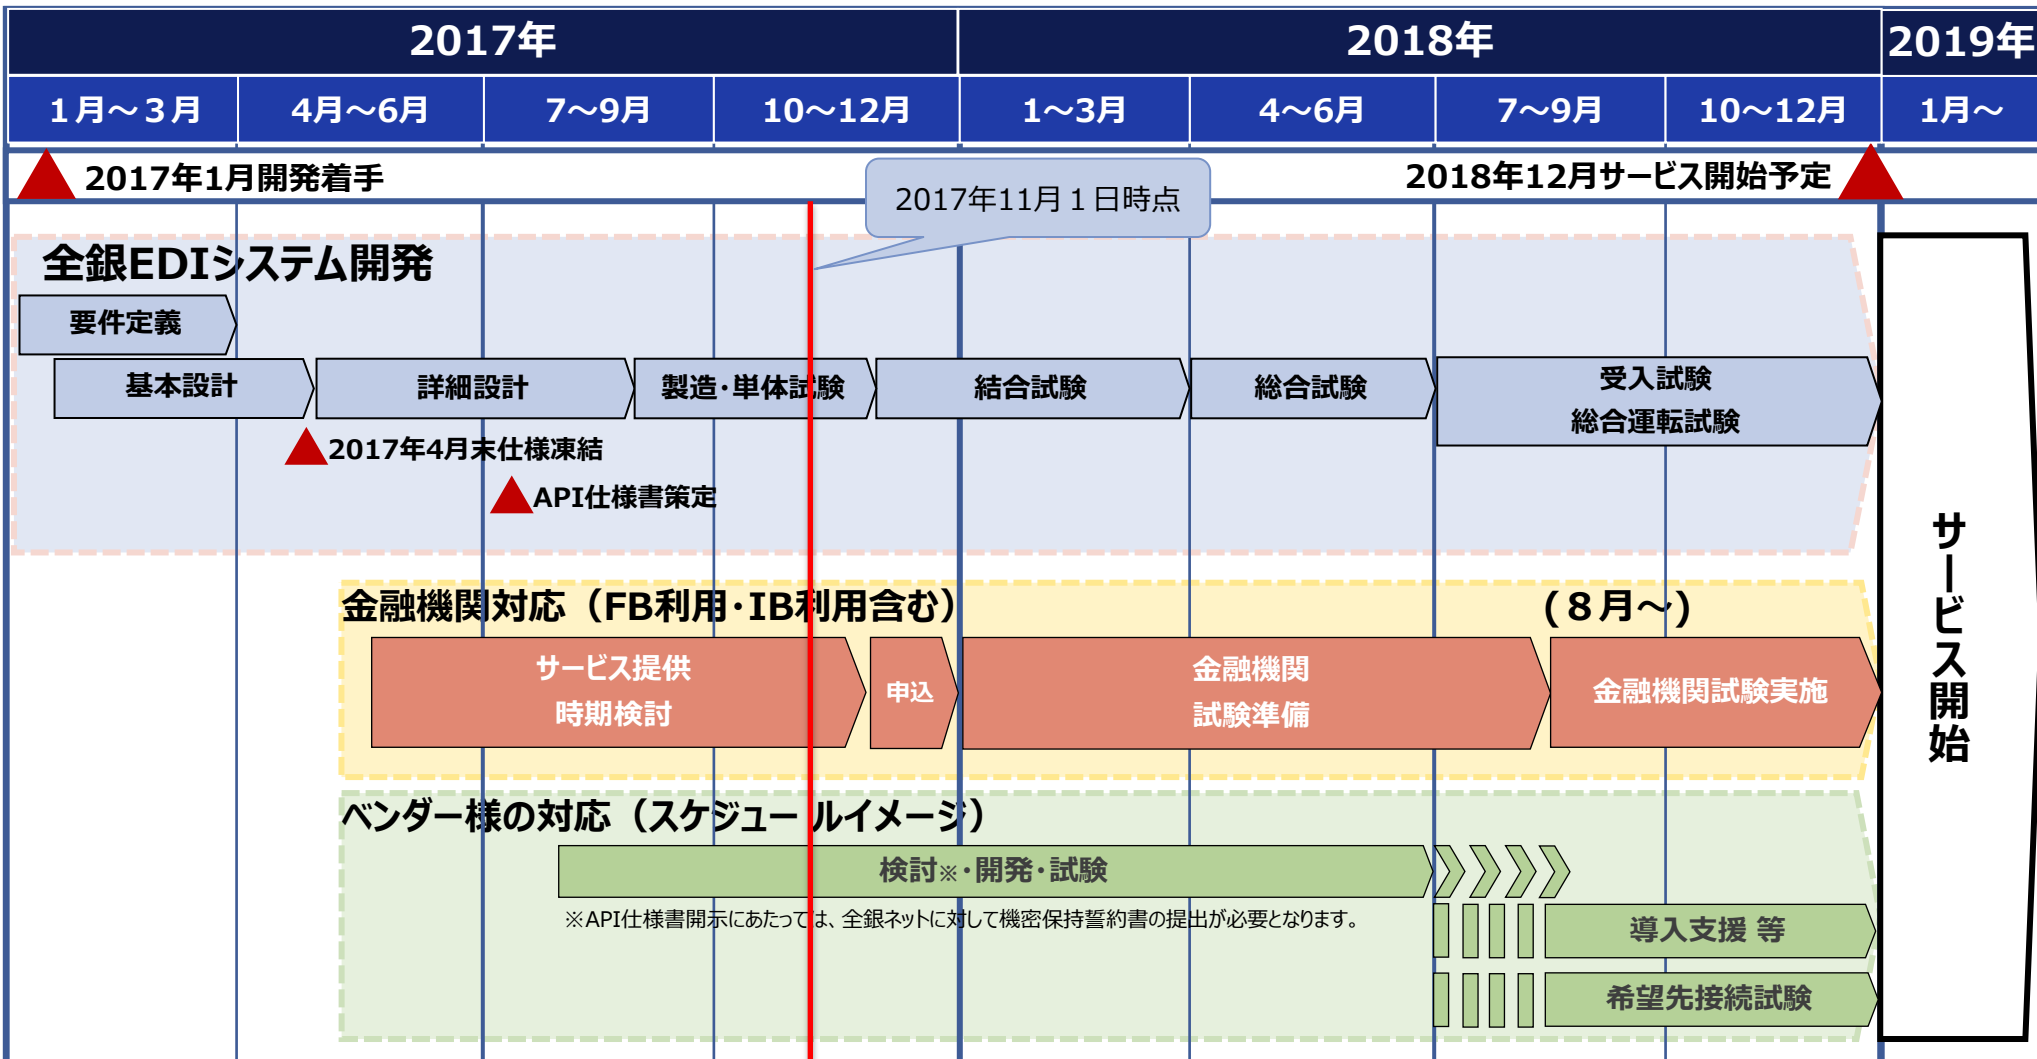 2017年
2018年
2019年
1月～３月
4月～6月
7～9月
10～12月
1～3月
4～6月
7～9月
10～12月
1月～
2017年1月開発着手
2017年11月１日時点
2018年12月サービス開始予定
全銀EDIシステム開発
要件定義
基本設計
詳細設計
製造・単体試験
結合試験
総合試験
受入試験
総合運転試験
2017年4月末仕様凍結
API仕様書策定
サービス開始
金融機関対応（FB利用・IB利用含む）
(８月～)
サービス提供
時期検討
申込
金融機関
試験準備
金融機関試験実施
ベンダー様の対応（スケジュールイメージ）
検討※・開発・試験
※API仕様書開示にあたっては、全銀ネットに対して機密保持誓約書の提出が必要となります。
導入支援 等
希望先接続試験